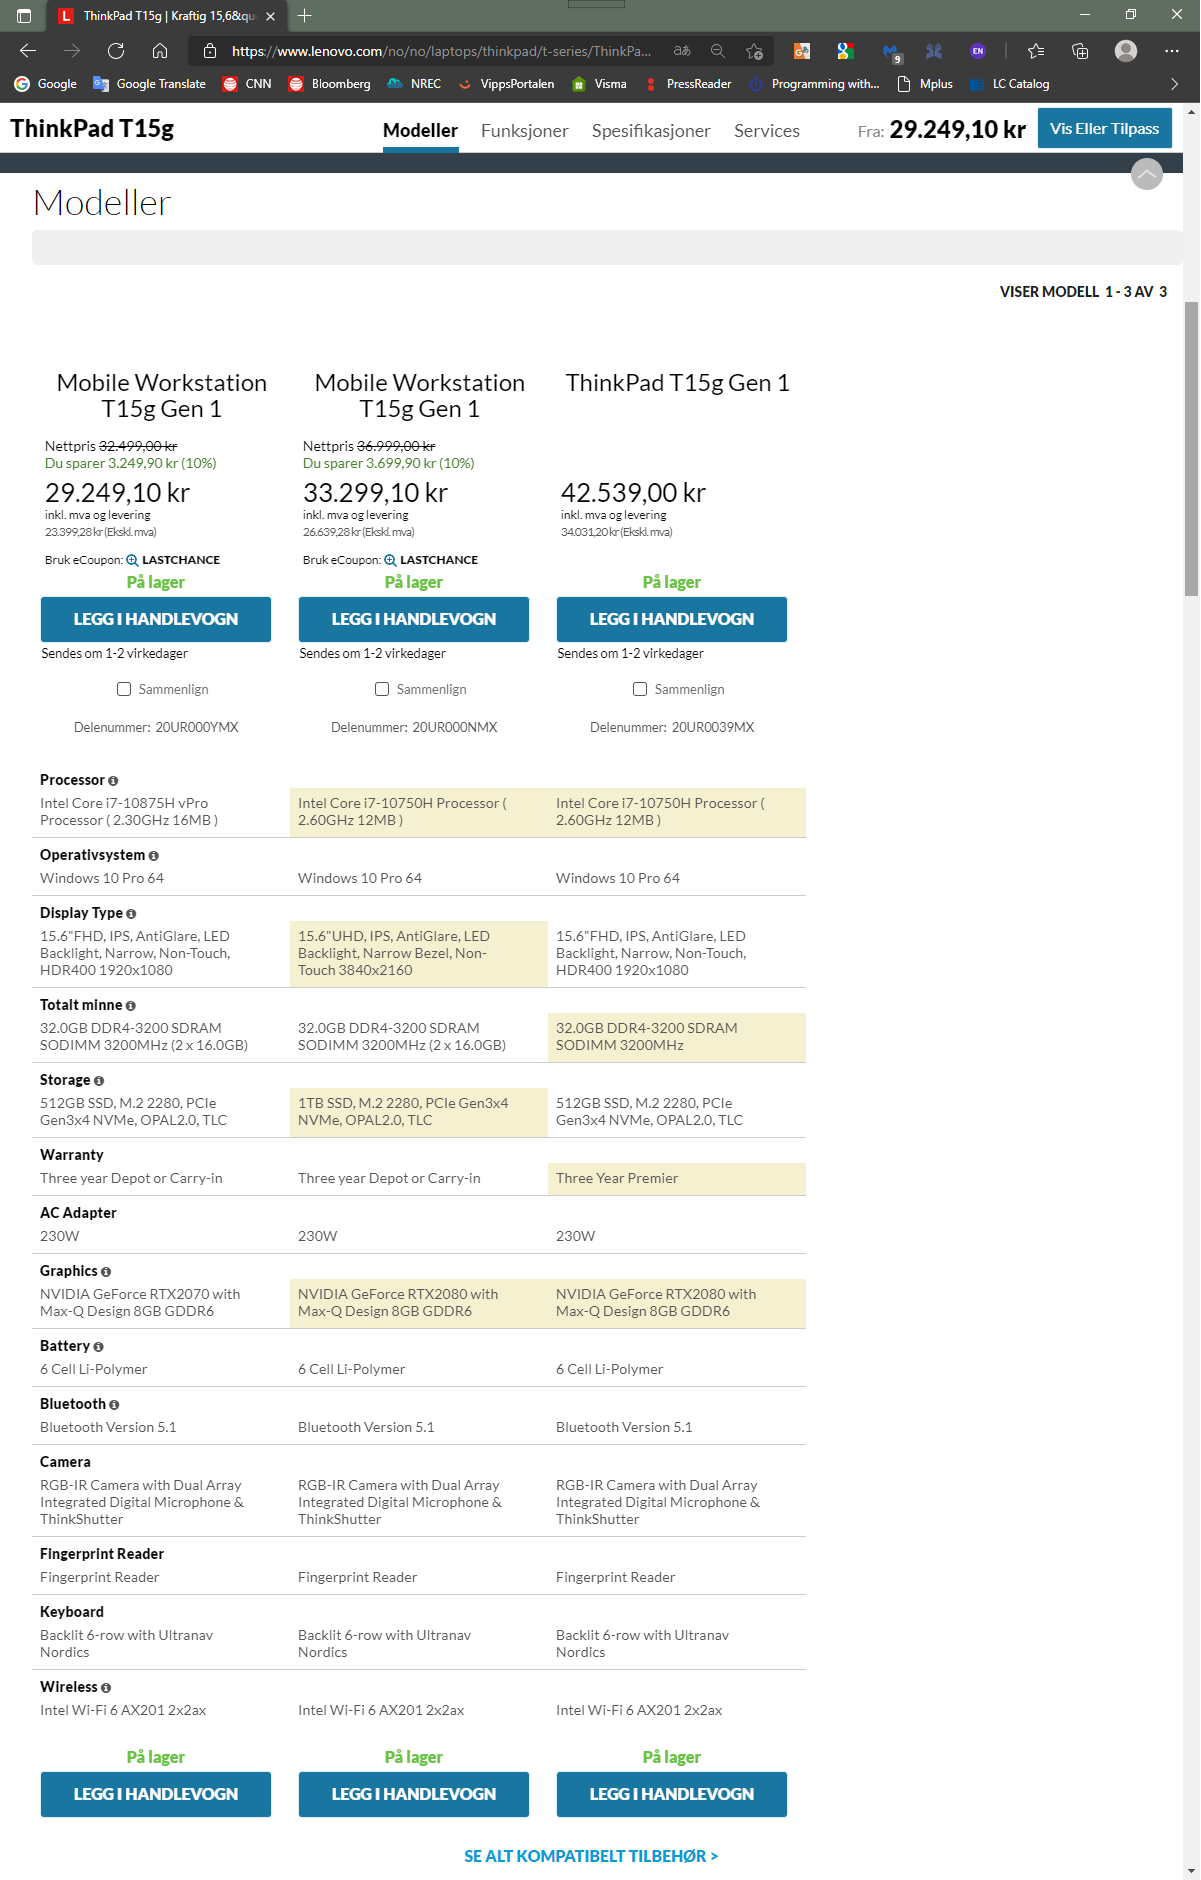 ThinkPad T15g | Kraftig 15,6&qu
https://www.lenovo.com/no/no/laptops/thinkpad/t-series/ThinkPa...
aあ
9
EN
Google
Google Translate
CNN
Bloomberg
NREC
VippsPortalen
Visma
PressReader
Programming with...
Mplus
LC Catalog
ThinkPad T15g
Modeller
Funksjoner
Spesifikasjoner
Services
Fra: 29.249,10 kr
Vis Eller Tilpass
Modeller
VISER MODELL 1 - 3 AV 3
Mobile Workstation
T15g Gen 1
Nettpris 32.499,00 kr
Du sparer 3.249,90 kr (10%)
29.249,10 kr
inkl. mva og levering
23.399,28 kr (Ekskl. mva)
Bruk eCoupon: LASTCHANCE
På lager
LEGG I HANDLEVOGN
Sendes om 1-2 virkedager
Sammenlign
Delenummer: 20UR000YMX
Mobile Workstation
T15g Gen 1
Nettpris 36.999,00 kr
Du sparer 3.699,90 kr (10%)
33.299,10 kr
inkl. mva og levering
26.639,28 kr (Ekskl. mva)
Bruk eCoupon: LASTCHANCE
På lager
LEGG I HANDLEVOGN
Sendes om 1-2 virkedager
Sammenlign
Delenummer: 20UR000NMX
ThinkPad T15g Gen 1
42.539,00 kr
inkl. mva og levering
34.031,20 kr (Ekskl. mva)
På lager
LEGG I HANDLEVOGN
Sendes om 1-2 virkedager
Sammenlign
Delenummer: 20UR0039MX
Processor
Intel Core i7-10875H vPro
Processor ( 2.30GHz 16MB )
Intel Core i7-10750H Processor (
2.60GHz 12MB )
Intel Core i7-10750H Processor (
2.60GHz 12MB )
Operativsystem
Windows 10 Pro 64
Windows 10 Pro 64
Windows 10 Pro 64
Display Type
15.6"FHD, IPS, AntiGlare, LED
Backlight, Narrow, Non-Touch,
HDR400 1920x1080
15.6"UHD, IPS, AntiGlare, LED
Backlight, Narrow Bezel, Non-
Touch 3840x2160
15.6"FHD, IPS, AntiGlare, LED
Backlight, Narrow, Non-Touch,
HDR400 1920x1080
Totalt minne
32.0GB DDR4-3200 SDRAM
SODIMM 3200MHz (2 x 16.0GB)
32.0GB DDR4-3200 SDRAM
SODIMM 3200MHz (2 x 16.0GB)
32.0GB DDR4-3200 SDRAM
SODIMM 3200MHz
Storage
512GB SSD, M.2 2280, PCIe
Gen3x4 NVMe, OPAL2.0, TLC
1TB SSD, M.2 2280, PCIe Gen3x4
NVMe, OPAL2.0, TLC
512GB SSD, M.2 2280, PCIe
Gen3x4 NVMe, OPAL2.0, TLC
Warranty
Three year Depot or Carry-in
Three year Depot or Carry-in
Three Year Premier
AC Adapter
230W
230W
230W
Graphics
NVIDIA GeForce RTX2070 with
Max-Q Design 8GB GDDR6
NVIDIA GeForce RTX2080 with
Max-Q Design 8GB GDDR6
NVIDIA GeForce RTX2080 with
Max-Q Design 8GB GDDR6
Battery
6 Cell Li-Polymer
6 Cell Li-Polymer
6 Cell Li-Polymer
Bluetooth
Bluetooth Version 5.1
Bluetooth Version 5.1
Bluetooth Version 5.1
Camera
RGB-IR Camera with Dual Array
Integrated Digital Microphone &
ThinkShutter
RGB-IR Camera with Dual Array
Integrated Digital Microphone &
ThinkShutter
RGB-IR Camera with Dual Array
Integrated Digital Microphone &
ThinkShutter
Fingerprint Reader
Fingerprint Reader
Fingerprint Reader
Fingerprint Reader
Keyboard
Backlit 6-row with Ultranav
Nordics
Backlit 6-row with Ultranav
Nordics
Backlit 6-row with Ultranav
Nordics
Wireless
Intel Wi-Fi 6 AX201 2x2ax
Intel Wi-Fi 6 AX201 2x2ax
Intel Wi-Fi 6 AX201 2x2ax
På lager
På lager
På lager
LEGG I HANDLEVOGN
LEGG I HANDLEVOGN
LEGG I HANDLEVOGN
SE ALT KOMPATIBELT TILBEHØR >